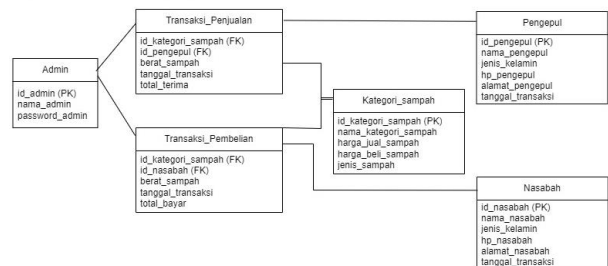 Transaksi_Penjualan
id_kategori_sampah (FK)
id_pengepul (FK)
berat_sampah
tanggal_transaksi
total_terima
Pengepul
id_pengepul (PK)
nama_pengepul
jenis_kelamin
hp_pengepul
alamat_pengepul
tanggal_transaksi
Admin
id_admin (PK)
nama_admin
password_admin
Kategori_sampah
id_kategori_sampah (PK)
nama_kategori_sampah
harga_jual_sampah
harga_beli_sampah
jenis_sampah
Transaksi_Pembelian
id_kategori_sampah (FK)
id_nasabah (FK)
berat_sampah
tanggal_transaksi
total_bayar
Nasabah
id_nasabah (PK)
nama_nasabah
jenis_kelamin
hp_nasabah
alamat_nasabah
tanggal_transaksi